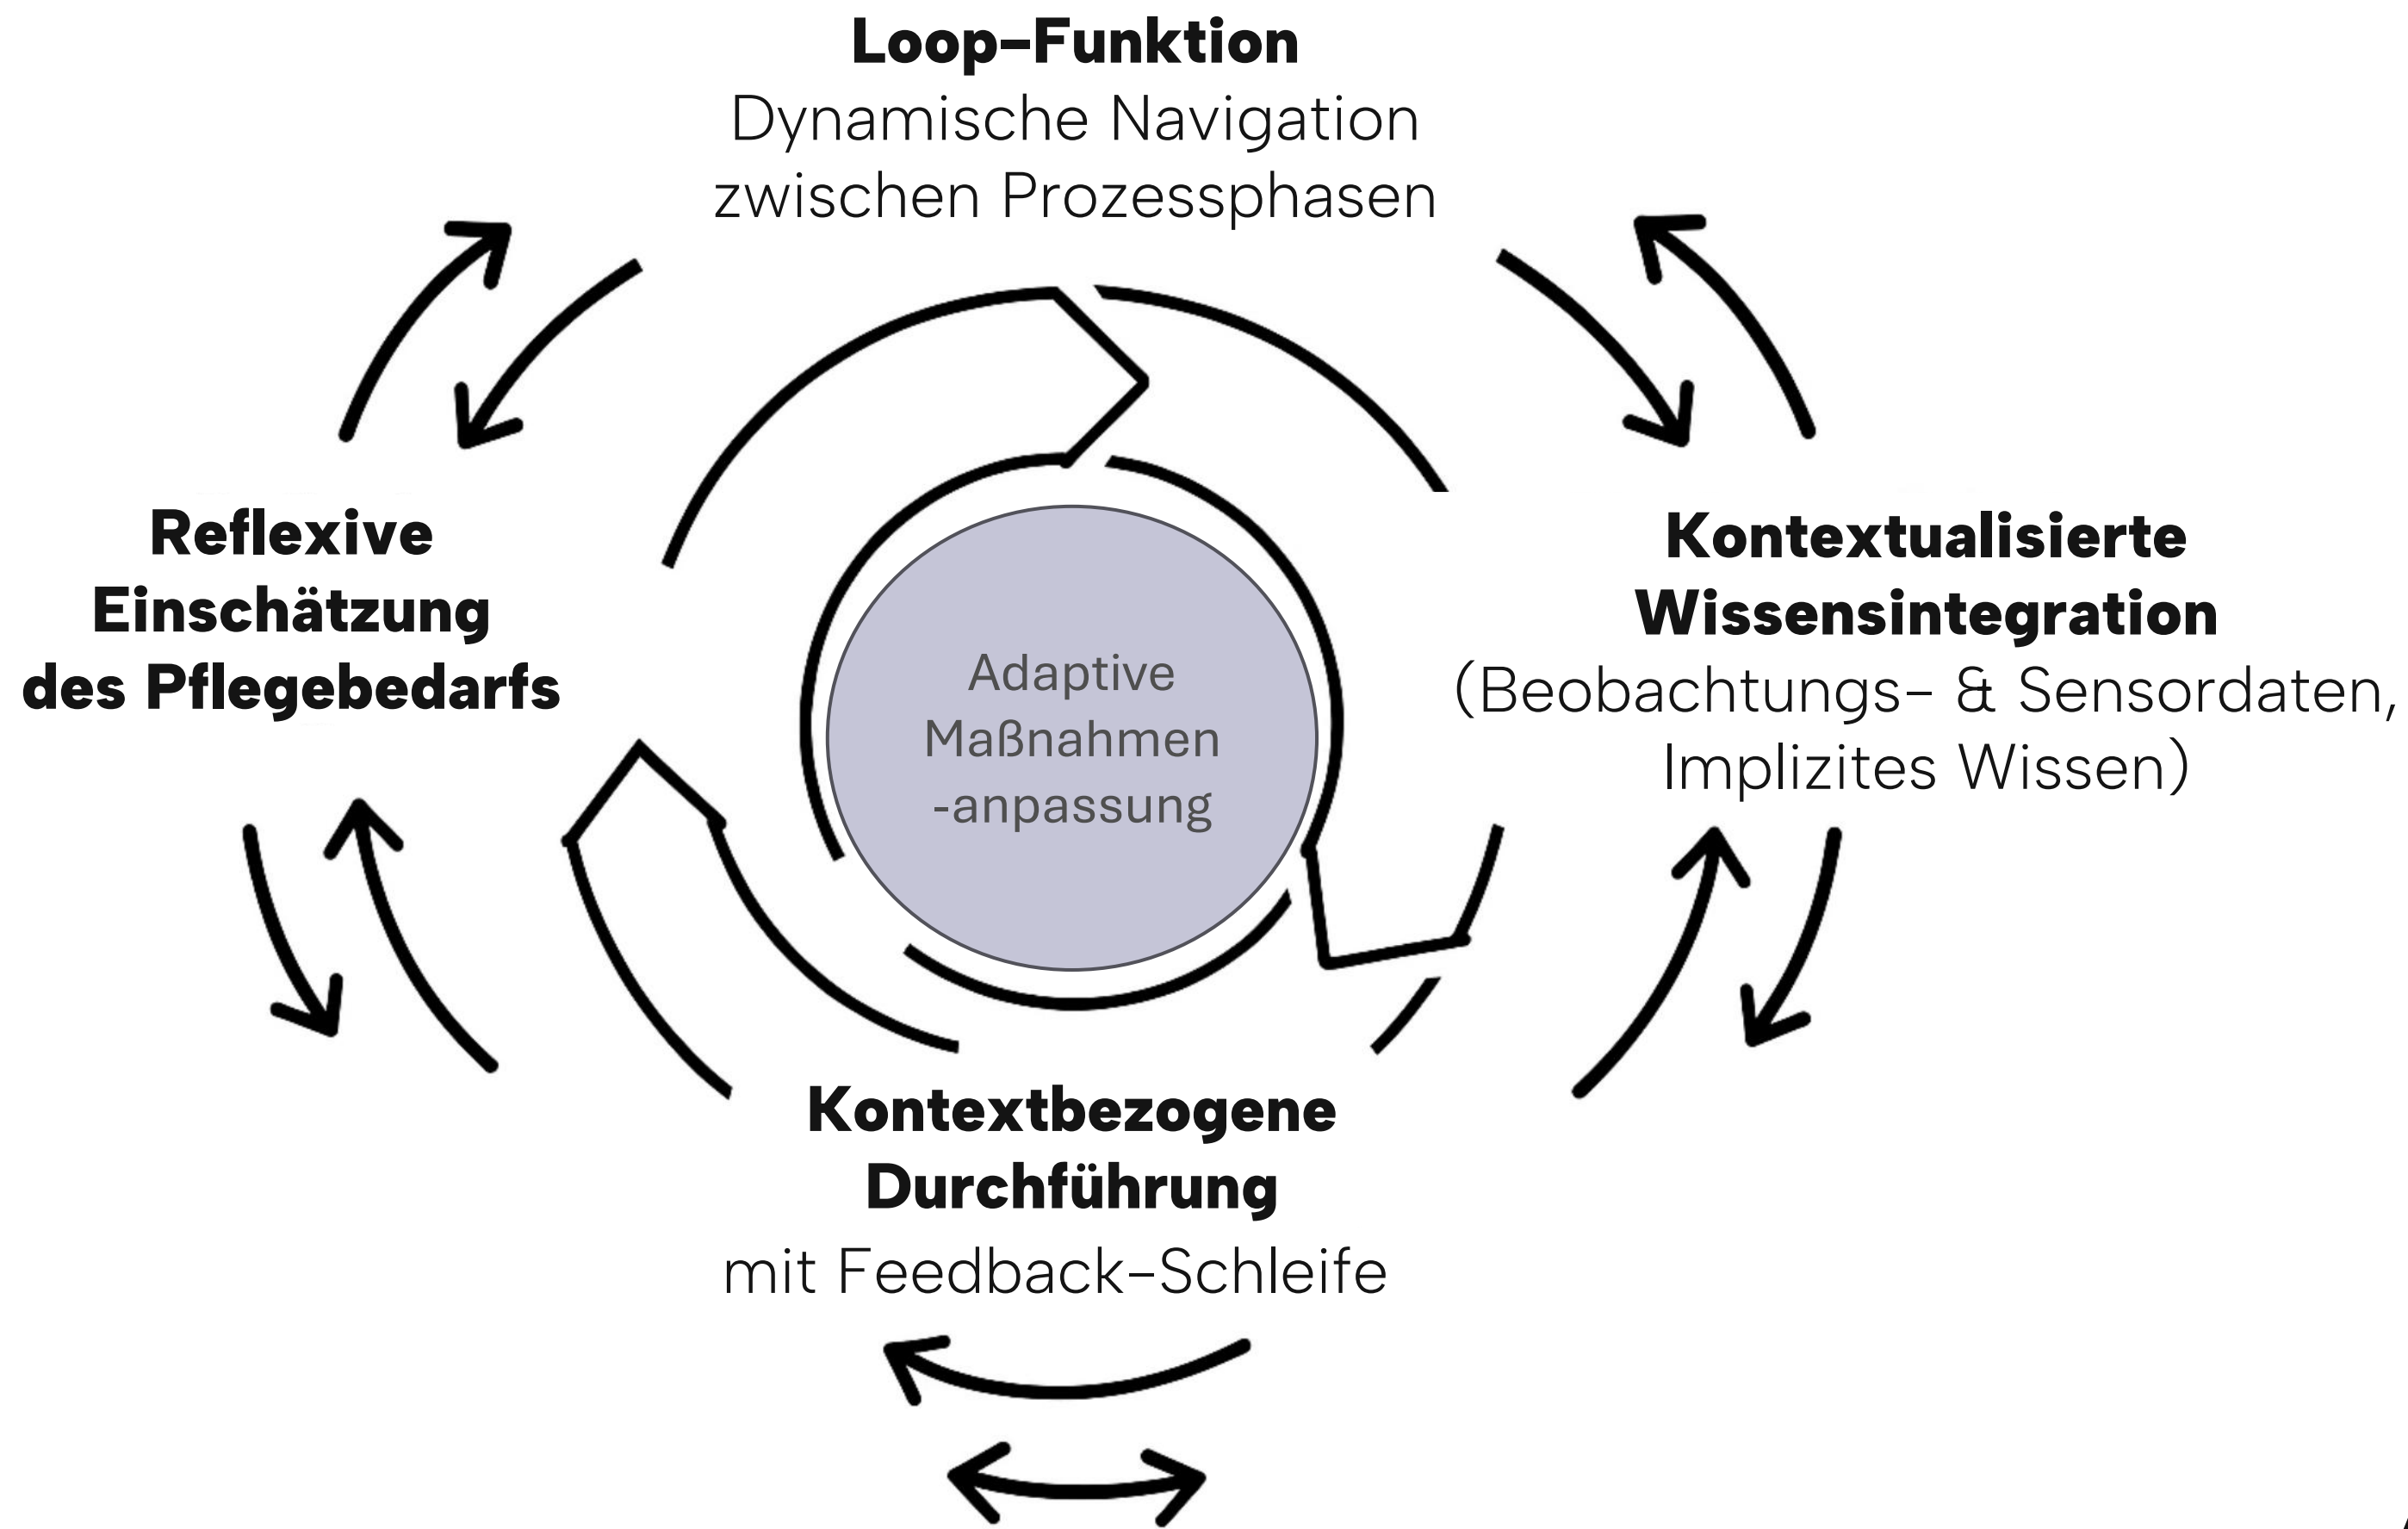 Loop-Funktion
Dynamische Navigation
zwischen Prozessphasen
Reflexive
Einschätzung
des Pflegebedarfs
Adaptive
Maßnahmen
-anpassung
Kontextualisierte
Wissensintegration
(Beobachtungs- & Sensordaten,
Implizites Wissen)
Kontextbezogene
Durchführung
mit Feedback-Schleife